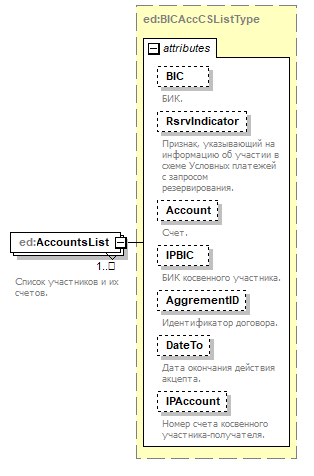 ed:BICAccCSListType
attributes
BIC
БИК.
RsrvIndicator
Признак, указывающий на
информацию об участии в
схеме Условных платежей
с запросом
резервирования.
Account
Счет.
ed:AccountsList
1..□
Список участников и их
счетов.
IPBIC
БИК косвенного участника.
AggrementID
Идентификатор договора.
DateTo
Дата окончания действия
акцепта.
IPAccount
Номер счета косвенного
участника-получателя.